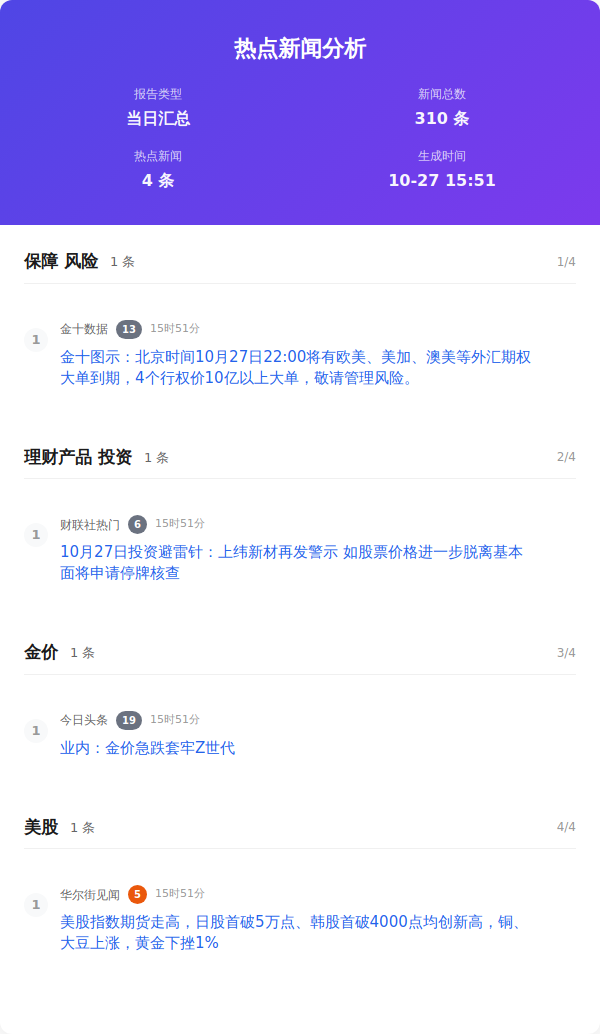 热点新闻分析
报告类型 新闻总数
当日汇总 310 条
热点新闻 生成时间
4 条 10-27 15:51
保障 风险 1 条 1/4
金十数据 13 15时51分
1
金十图示：北京时间10月27日22:00将有欧美、美加、澳美等外汇期权
大单到期，4个行权价10亿以上大单，敬请管理风险。
理财产品 投资 1 条 2/4
财联社热门 6 15时51分
1
10月27日投资避雷针：上纬新材再发警示 如股票价格进一步脱离基本
面将申请停牌核查
金价 1 条 3/4
今日头条 19 15时51分
1
业内：金价急跌套牢Z世代
美股 1 条 4/4
华尔街见闻 5 15时51分
1
美股指数期货走高，日股首破5万点、韩股首破4000点均创新高，铜、
大豆上涨，黄金下挫1%